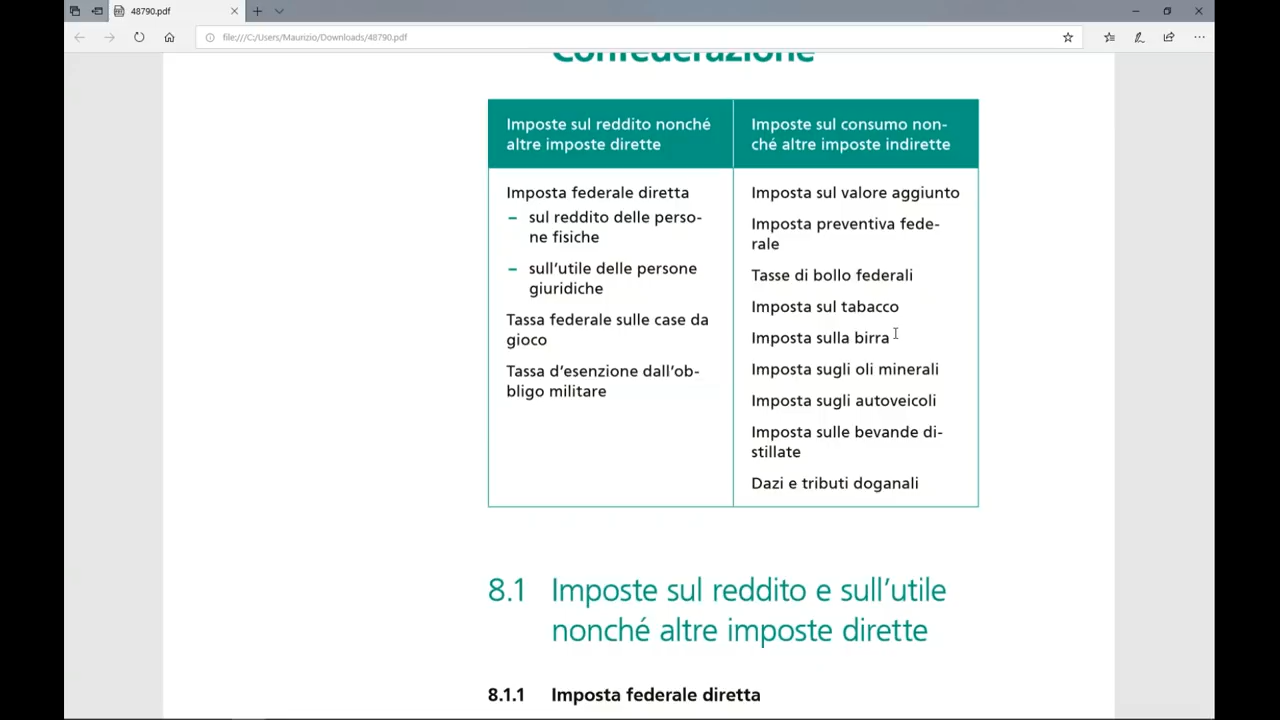 48790.pdf
file:///C:/Users/Maurizio/Downloads/48790.pdf
Confederazione
Imposte sul reddito nonché
altre imposte dirette
Imposte sul consumo non-
ché altre imposte indirette
Imposta federale diretta
– sul reddito delle perso-
ne fisiche
– sull’utile delle persone
giuridiche
Tassa federale sulle case da
gioco
Tassa d’esenzione dall’ob-
bligo militare
Imposta sul valore aggiunto
Imposta preventiva fede-
rale
Tasse di bollo federali
Imposta sul tabacco
Imposta sulla birra
Imposta sugli oli minerali
Imposta sugli autoveicoli
Imposta sulle bevande di-
stillate
Dazi e tributi doganali
8.1 Imposte sul reddito e sull’utile
nonché altre imposte dirette
8.1.1 Imposta federale diretta